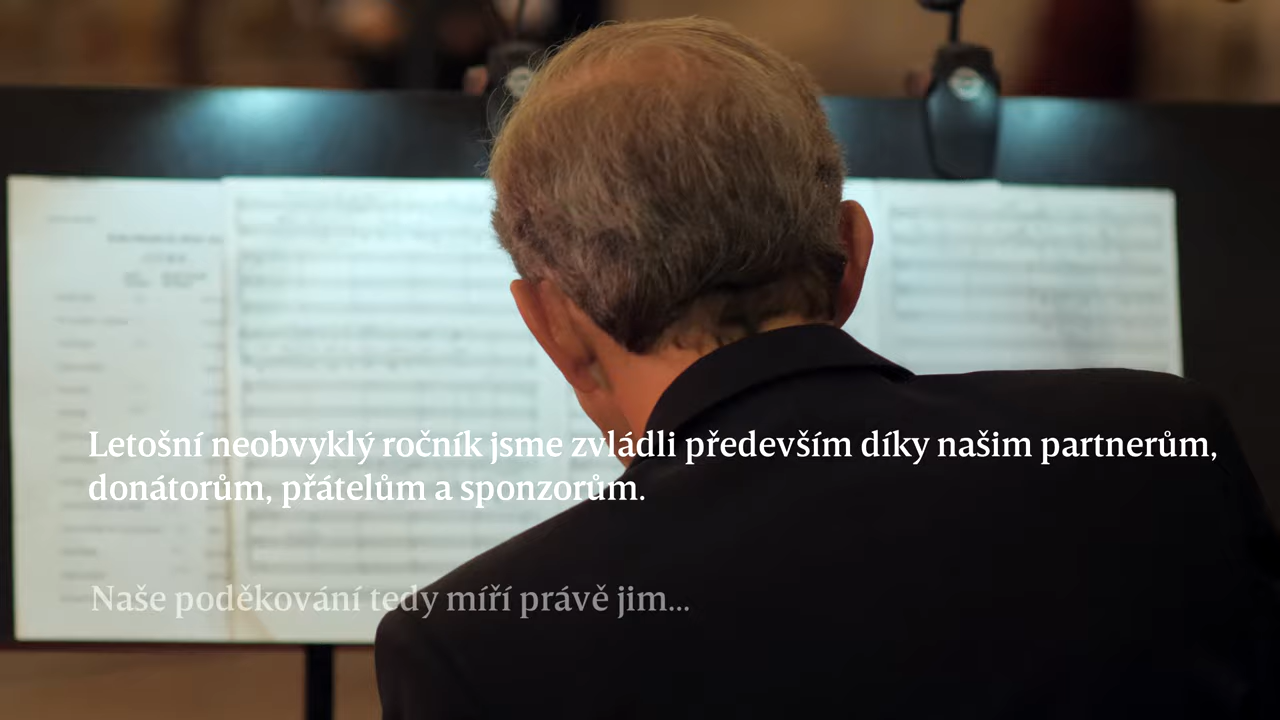 Letošní neobvyklý ročník jsme zvládli především díky našim partnerům,
donátorům, přátelům a sponzorům.
Naše poděkování tedy míří právě jim...